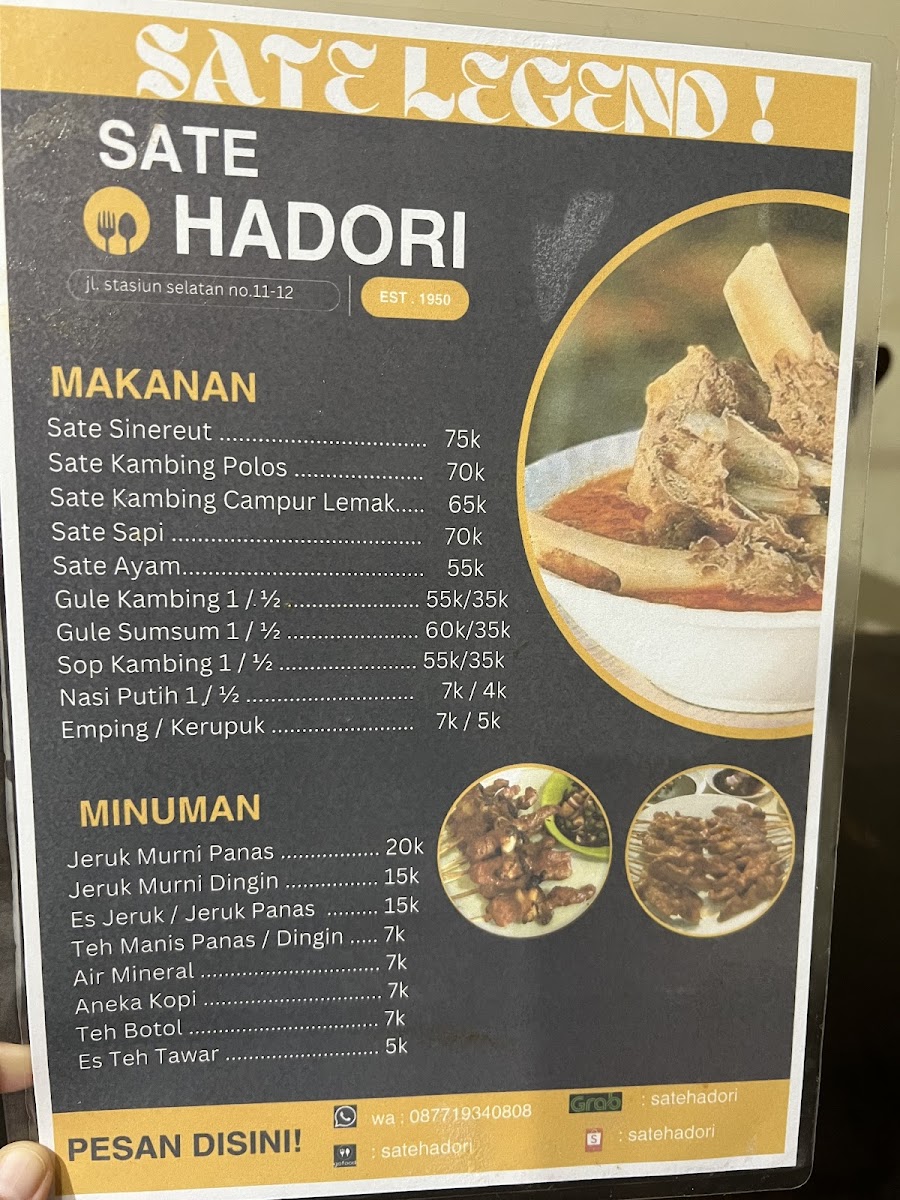 SATE LEGEND !
SATE
HADORI
jl. stasiun selatan no.11-12
EST . 1950
MAKANAN
Sate Sinereut ................................ 75k
Sate Kambing Polos .................... 70k
Sate Kambing Campur Lemak..... 65k
Sate Sapi ....................................... 70k
Sate Ayam...................................... 55k
Gule Kambing 1 / ½ .................... 55k/35k
Gule Sumsum 1 / ½ .................... 60k/35k
Sop Kambing 1 / ½ ..................... 55k/35k
Nasi Putih 1 / ½ .......................... 7k / 4k
Emping / Kerupuk ...................... 7k / 5k
MINUMAN
Jeruk Murni Panas ................. 20k
Jeruk Murni Dingin ................ 15k
Es Jeruk / Jeruk Panas ......... 15k
Teh Manis Panas / Dingin ..... 7k
Air Mineral ................................ 7k
Aneka Kopi ................................ 7k
Teh Botol .................................. 7k
Es Teh Tawar ........................... 5k
PESAN DISINI!
wa : 087719340808
Grab : satehadori
gofood : satehadori
S : satehadori